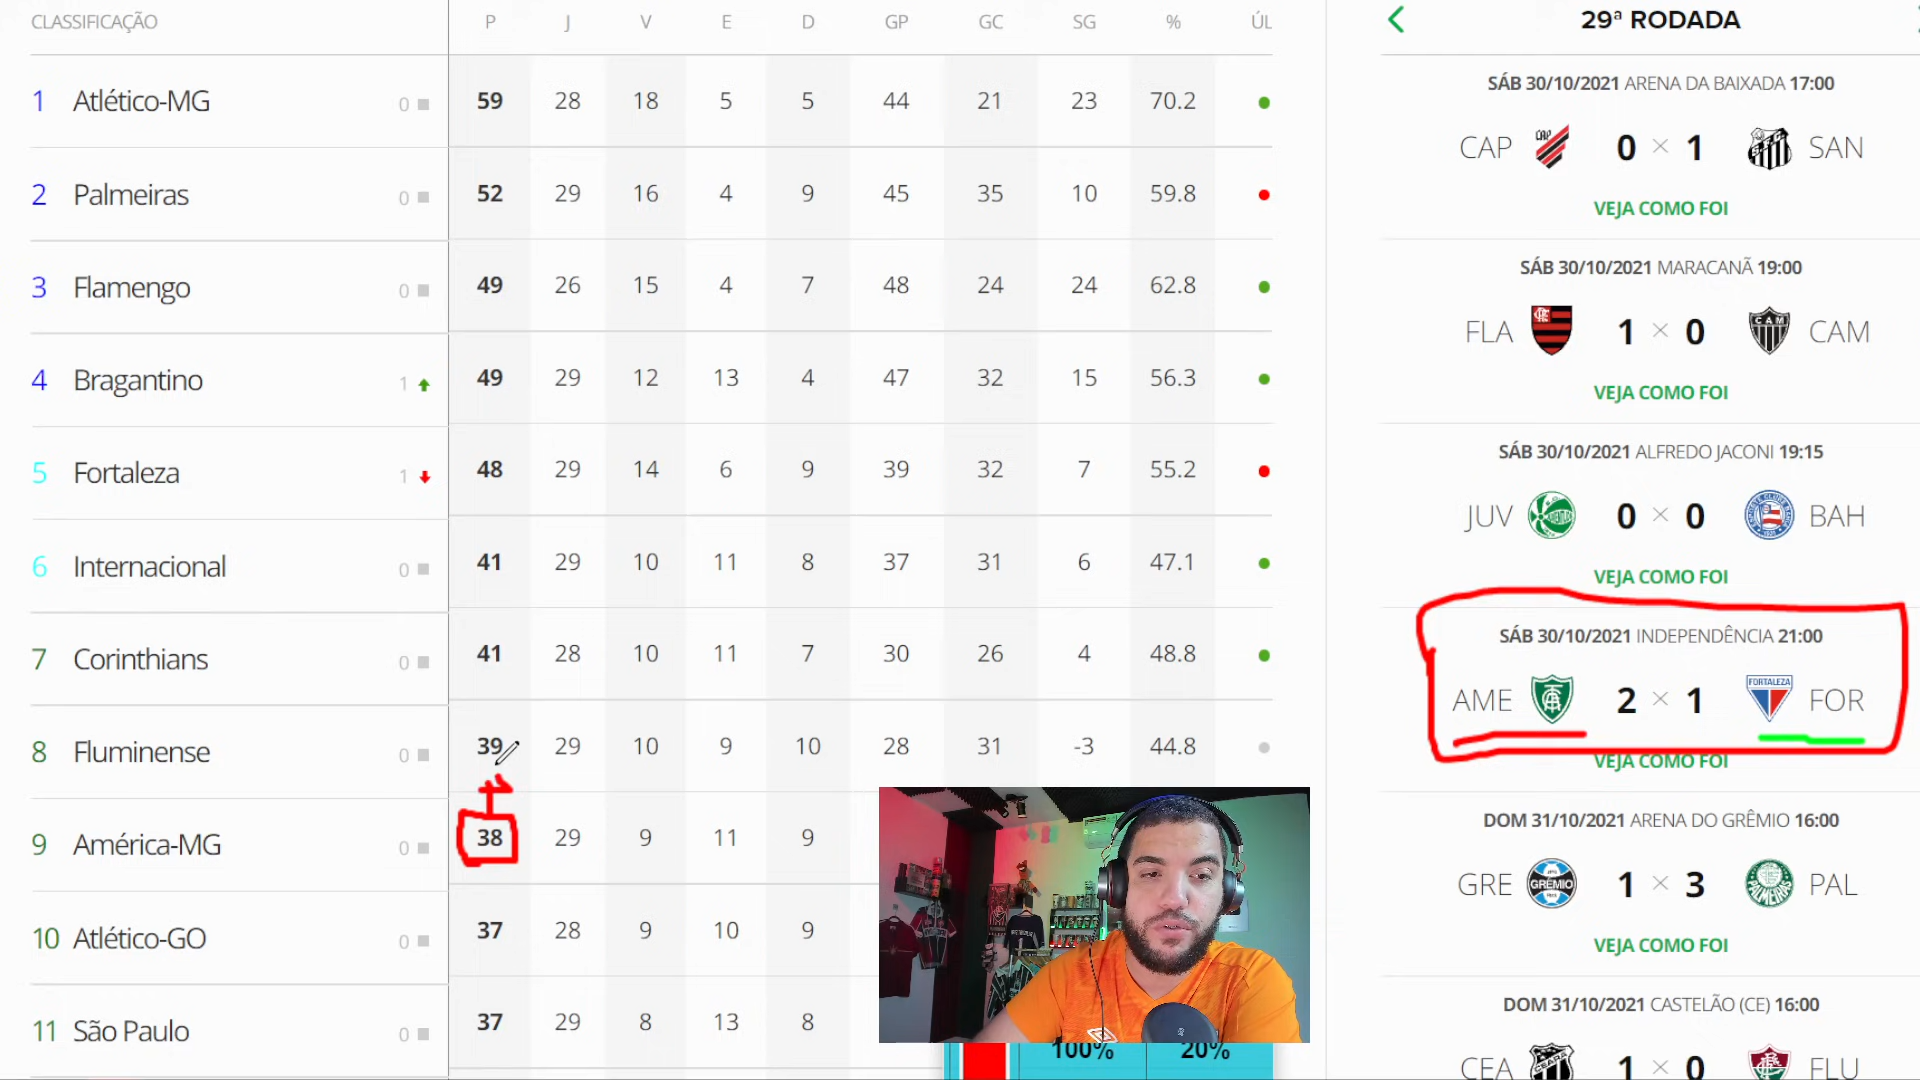 CLASSIFICAÇÃO P J V E D GP GC SG % ÚL
1 Atlético-MG 0 59 28 18 5 5 44 21 23 70.2
2 Palmeiras 0 52 29 16 4 9 45 35 10 59.8
3 Flamengo 0 49 26 15 4 7 48 24 24 62.8
4 Bragantino 1 49 29 12 13 4 47 32 15 56.3
5 Fortaleza 1 48 29 14 6 9 39 32 7 55.2
6 Internacional 0 41 29 10 11 8 37 31 6 47.1
7 Corinthians 0 41 28 10 11 7 30 26 4 48.8
8 Fluminense 0 39 29 10 9 10 28 31 -3 44.8
9 América-MG 0 38 29 9 11 9
10 Atlético-GO 0 37 28 9 10 9
11 São Paulo 0 37 29 8 13 8
100% 20%
29ª RODADA
SÁB 30/10/2021 ARENA DA BAIXADA 17:00
CAP CAP 0 × 1 SAN
VEJA COMO FOI
SÁB 30/10/2021 MARACANÃ 19:00
FLA 1 × 0 CAM CAM
VEJA COMO FOI
SÁB 30/10/2021 ALFREDO JACONI 19:15
JUV 0 × 0 BAH
VEJA COMO FOI
SÁB 30/10/2021 INDEPENDÊNCIA 21:00
AME 2 × 1 FORTALEZA FOR
VEJA COMO FOI
DOM 31/10/2021 ARENA DO GRÊMIO 16:00
GRE GRÊMIO 1 × 3 PALMEIRAS PAL
VEJA COMO FOI
DOM 31/10/2021 CASTELÃO (CE) 16:00
CEA CEARÁ 1 × 0 FLU